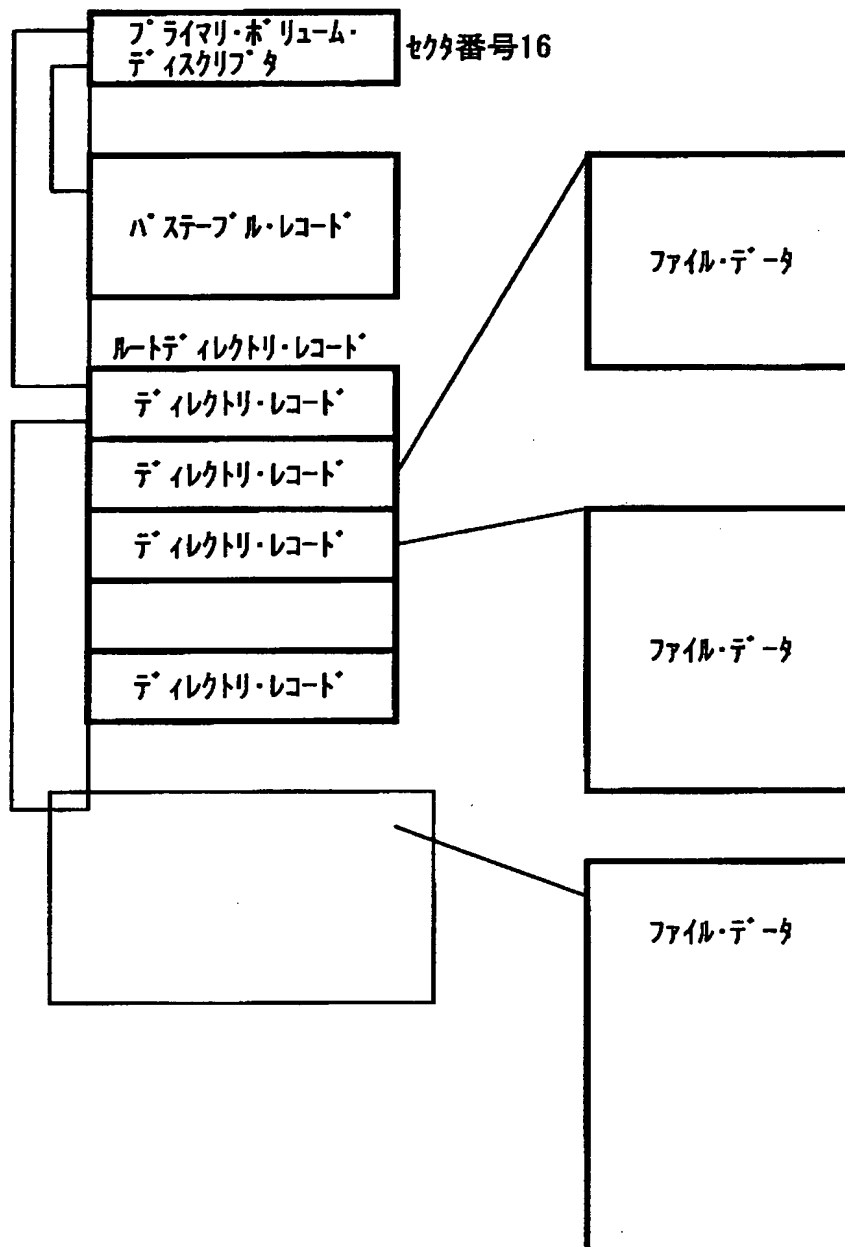 プライマリ・ボリューム・
ディスクリプタ
セクタ番号16
パステーブル・レコード
ファイル・データ
ルートディレクトリ・レコード
ディレクトリ・レコード
ディレクトリ・レコード
ディレクトリ・レコード
ファイル・データ
ディレクトリ・レコード
ファイル・データ